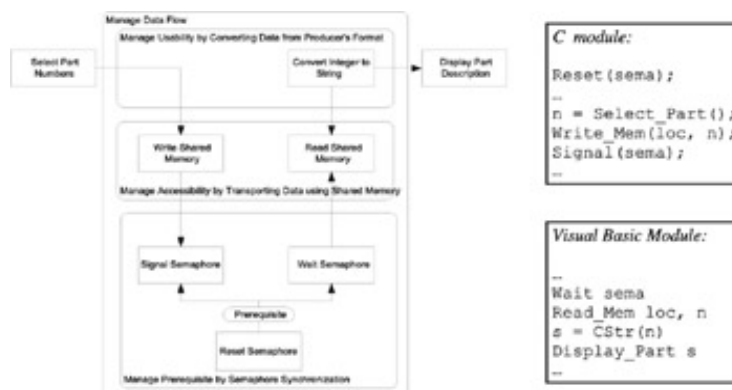 Manage Data Flow
Manage Usability by Converting Data from Producer's Format
Select Part
Numbers
Convert Integer to
String
Display Part
Description
Write Shared
Memory
Read Shared
Memory
Manage Accessibility by Transporting Data using Shared Memory
Signal Semaphore
Wait Semaphore
Prerequisite
Reset Semaphore
Manage Prerequisite by Semaphore Synchronization
C module:
Reset(sema);
…
n = Select_Part();
Write_Mem(loc, n);
Signal(sema);
…
Visual Basic Module:
…
Wait sema
Read_Mem loc, n
s = CStr(n)
Display_Part s
…